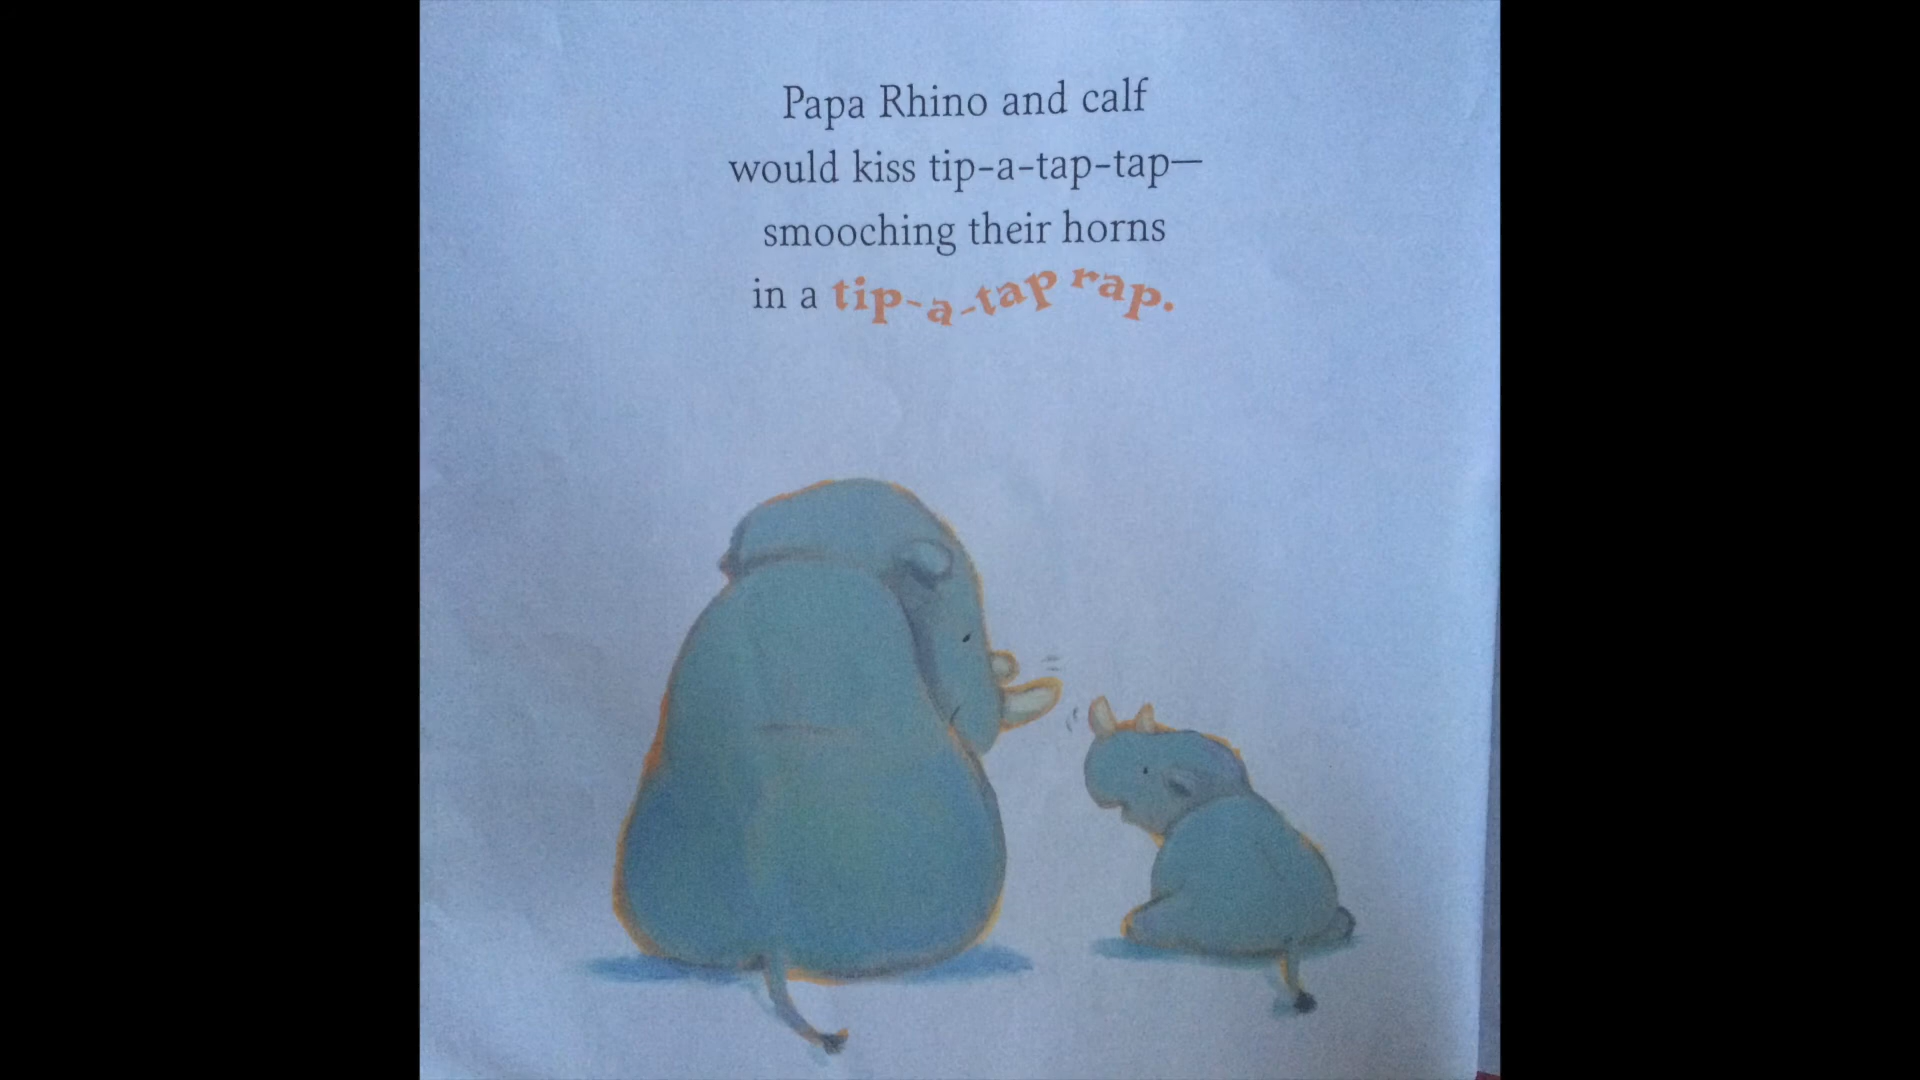 Papa Rhino and calf
would kiss tip-a-tap-tap—
smooching their horns
in a tip-a-tap rap.